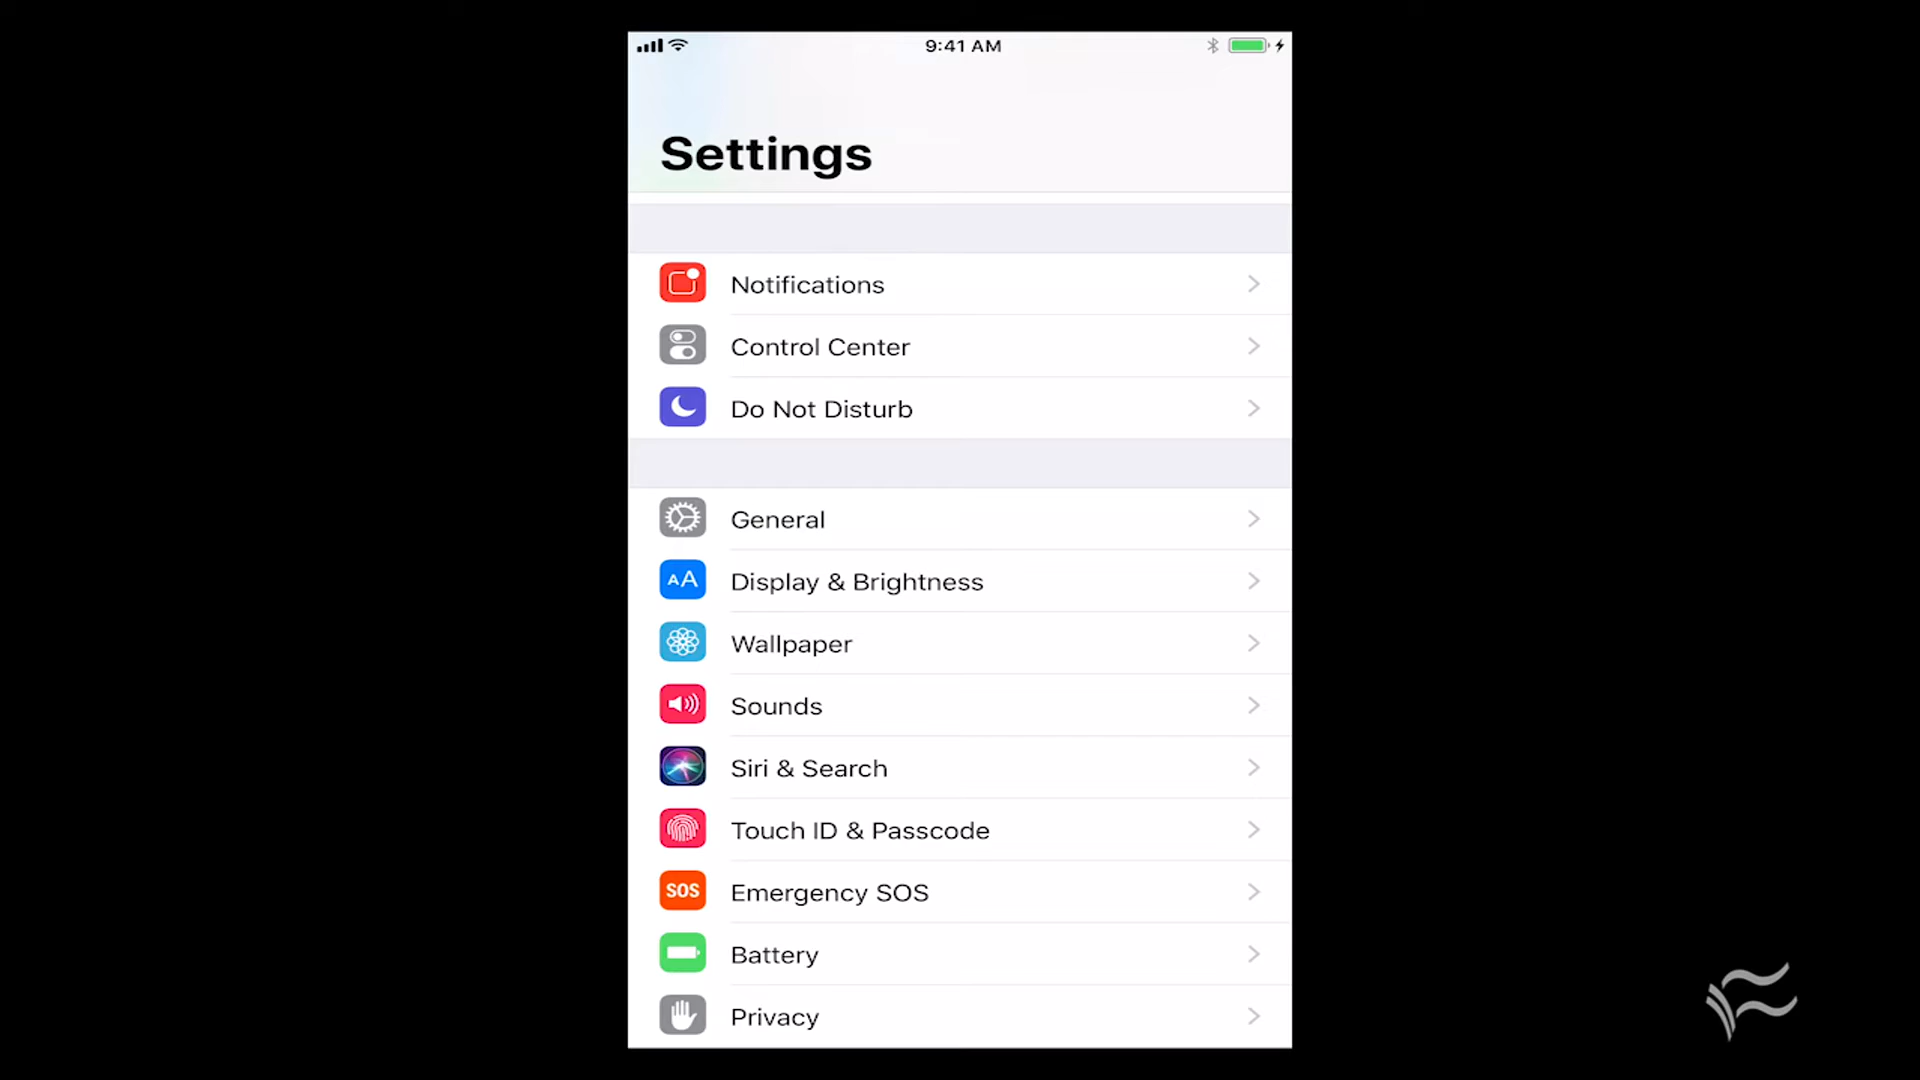 9:41 AM
Settings
Notifications
Control Center
Do Not Disturb
General
AA Display & Brightness
Wallpaper
Sounds
Siri & Search
Touch ID & Passcode
SOS Emergency SOS
Battery
Privacy